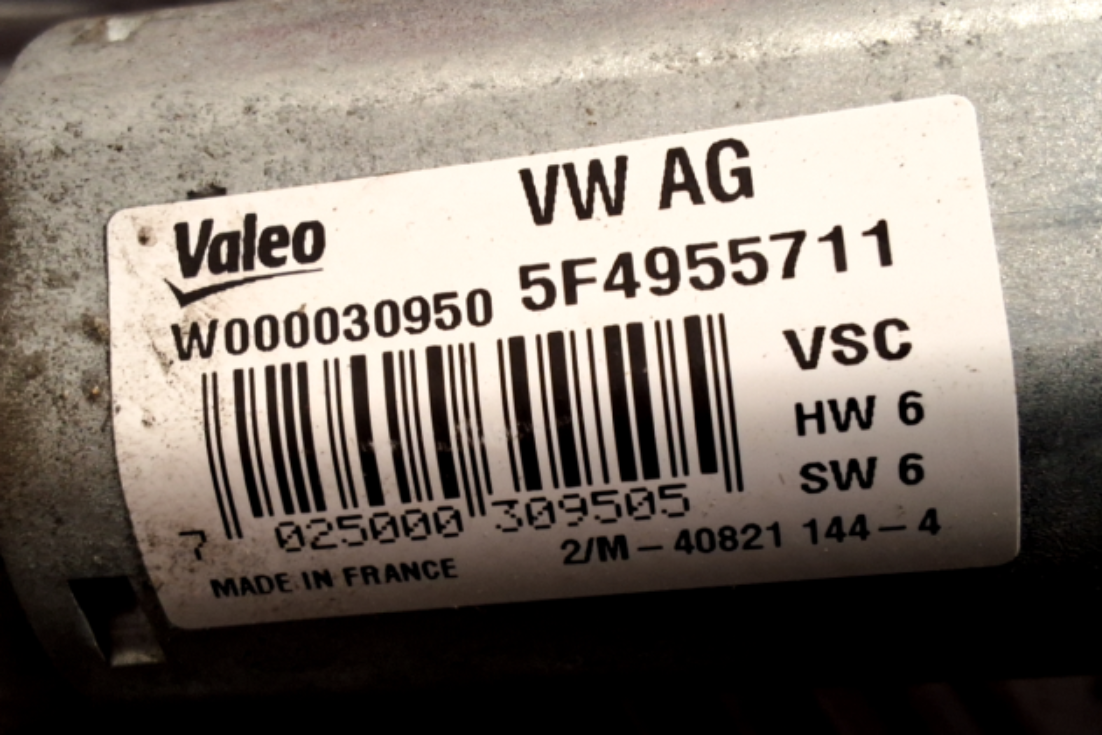 Valeo
VW AG
W000030950
5F4955711
VSC
HW 6
SW 6
7 025000 309505
2/M - 40821 144 - 4
MADE IN FRANCE